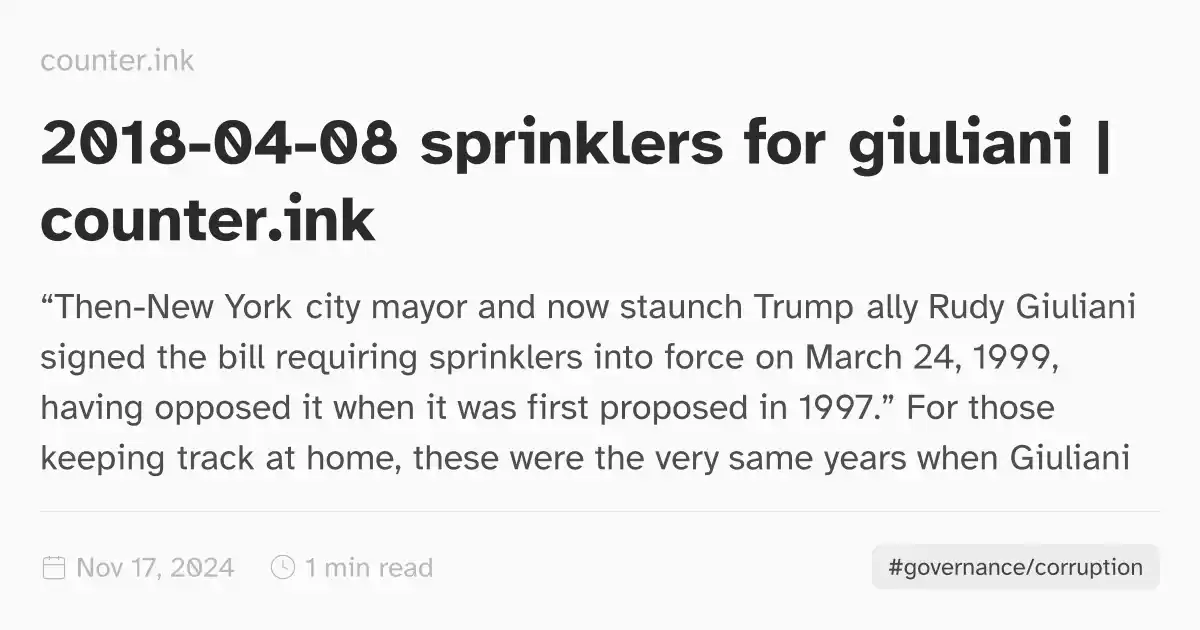 counter.ink
2018-04-08 sprinklers for giuliani |
counter.ink
“Then-New York city mayor and now staunch Trump ally Rudy Giuliani
signed the bill requiring sprinklers into force on March 24, 1999,
having opposed it when it was first proposed in 1997.” For those
keeping track at home, these were the very same years when Giuliani
Nov 17, 2024 1 min read #governance/corruption